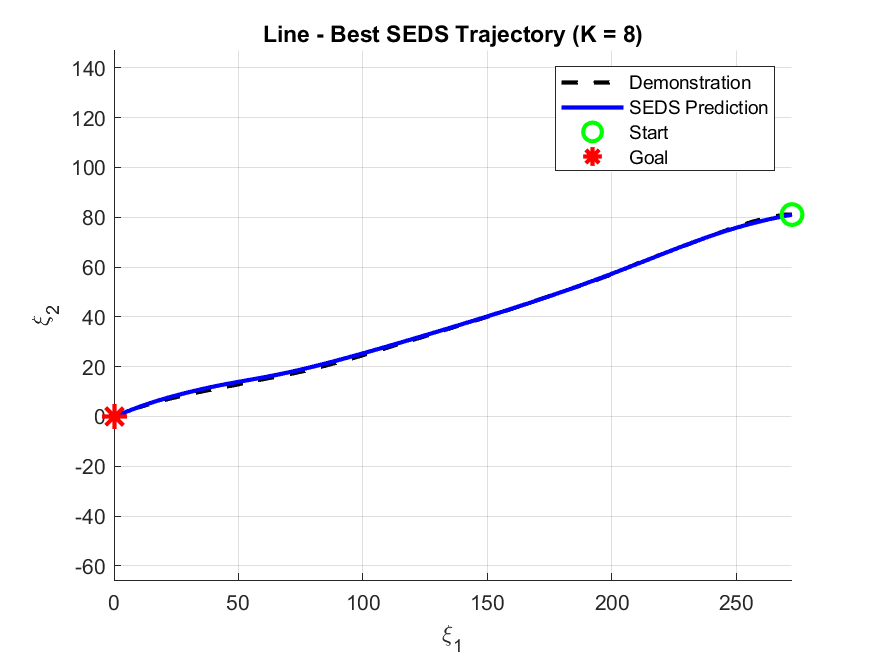 Line - Best SEDS Trajectory (K = 8)
Demonstration
SEDS Prediction
Start
Goal
140
120
100
80
60
40
20
0
-20
-40
-60
ξ₂
0 50 100 150 200 250
ξ₁